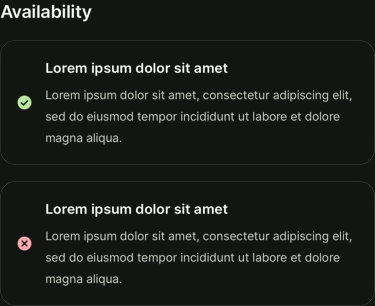 Availability
Lorem ipsum dolor sit amet
Lorem ipsum dolor sit amet, consectetur adipiscing elit,
sed do eiusmod tempor incididunt ut labore et dolore
magna aliqua.
Lorem ipsum dolor sit amet
Lorem ipsum dolor sit amet, consectetur adipiscing elit,
sed do eiusmod tempor incididunt ut labore et dolore
magna aliqua.